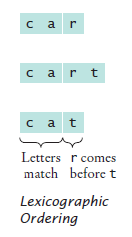 c a r
c a r t
c a t
Letters r comes
match before t
Lexicographic
Ordering